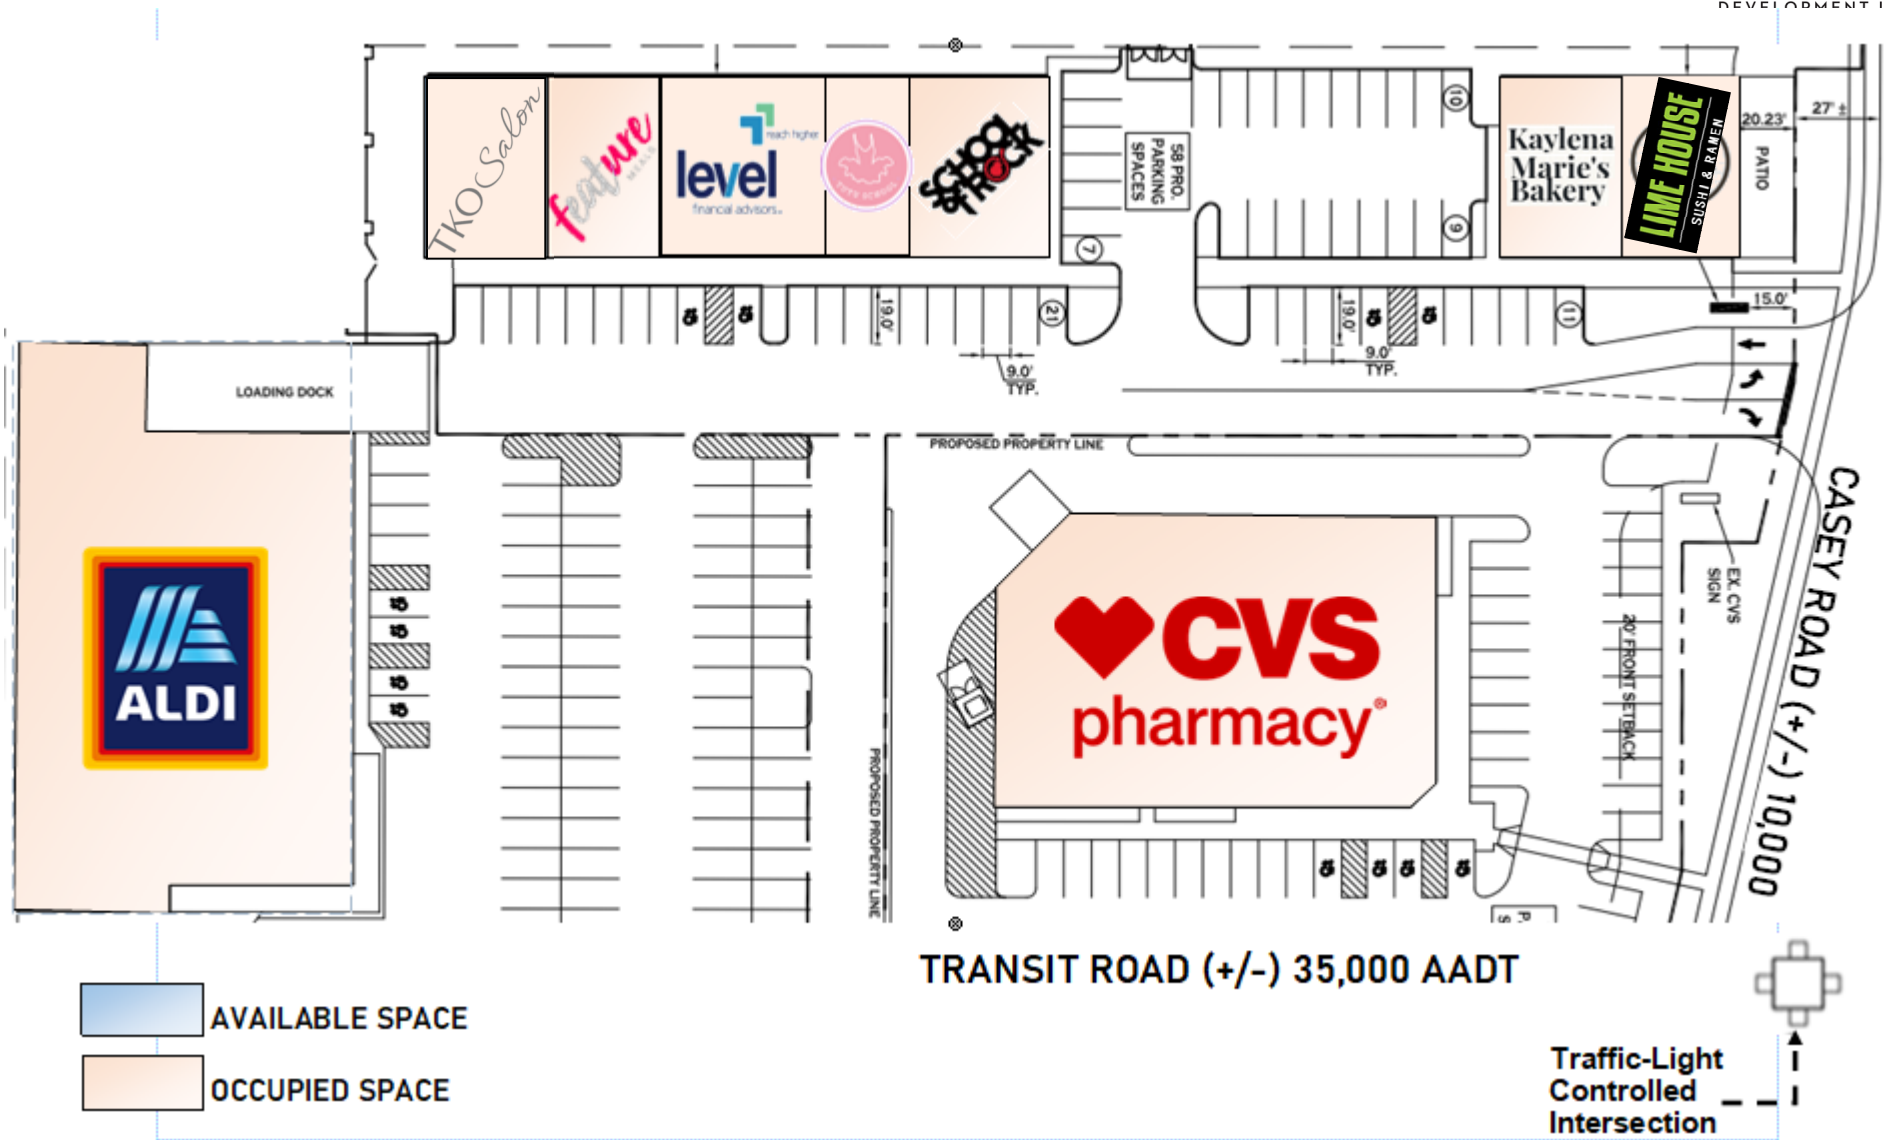 TKO Salon
feature
MEALS
reach higher
level
financial advisors
TUTU SCHOOL
SCHOOL
of ROCK
58 PRO.
PARKING
SPACES
7
10
9
Kaylena
Marie's
Bakery
LIME HOUSE
SUSHI & RAMEN
20.23'
27' ±
PATIO
15.0'
19.0'
21
9.0'
TYP.
19.0'
11
9.0'
TYP.
LOADING DOCK
PROPOSED PROPERTY LINE
ALDI
PROPOSED PROPERTY LINE
CVS
pharmacy®
EX. CVS
SIGN
20' FRONT SETBACK
CASEY ROAD (+/-) 10,000
TRANSIT ROAD (+/-) 35,000 AADT
AVAILABLE SPACE
OCCUPIED SPACE
Traffic-Light
Controlled
Intersection